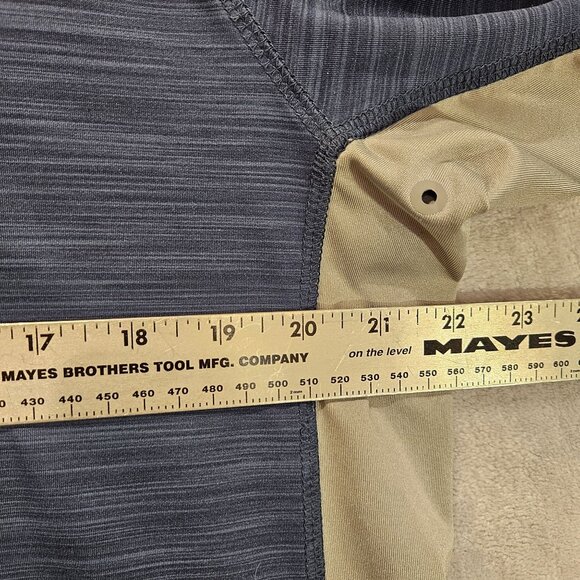 17 18 19 20 21 22 23
MAYES BROTHERS TOOL MFG. COMPANY on the level MAYES
430 440 450 460 470 480 490 500 510 520 530 540 550 560 570 580 590 600